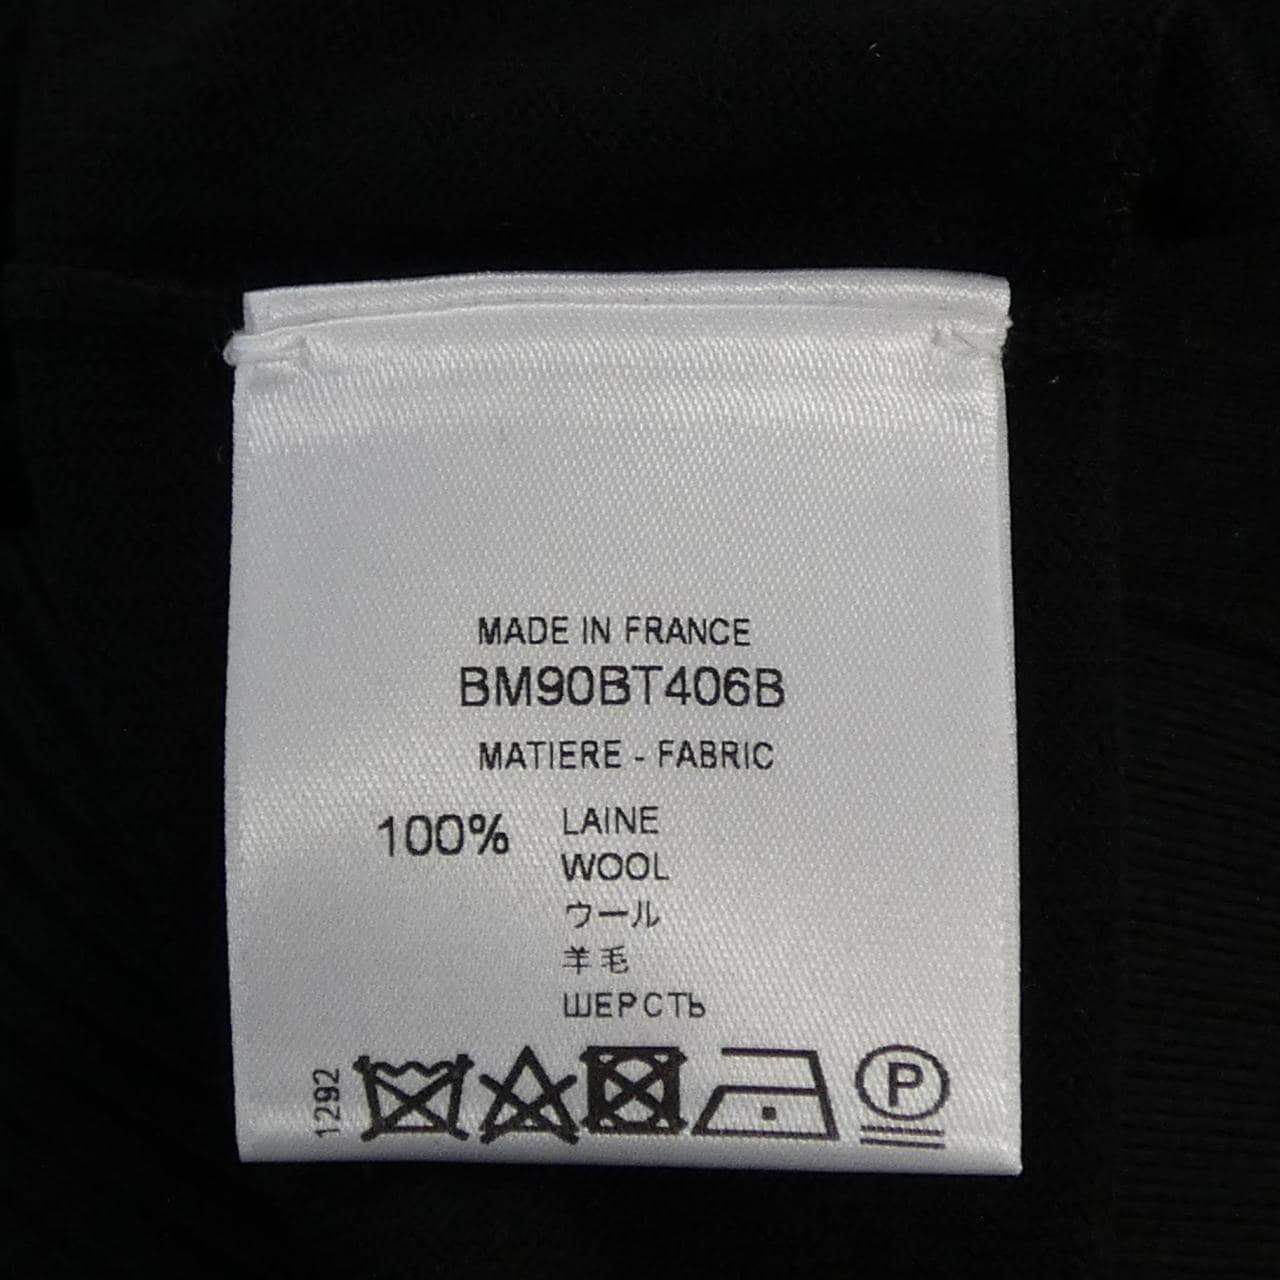 MADE IN FRANCE
BM90BT406B
MATIERE - FABRIC
100% LAINE
WOOL
ウール
羊毛
ШЕРСТЬ
1292
P